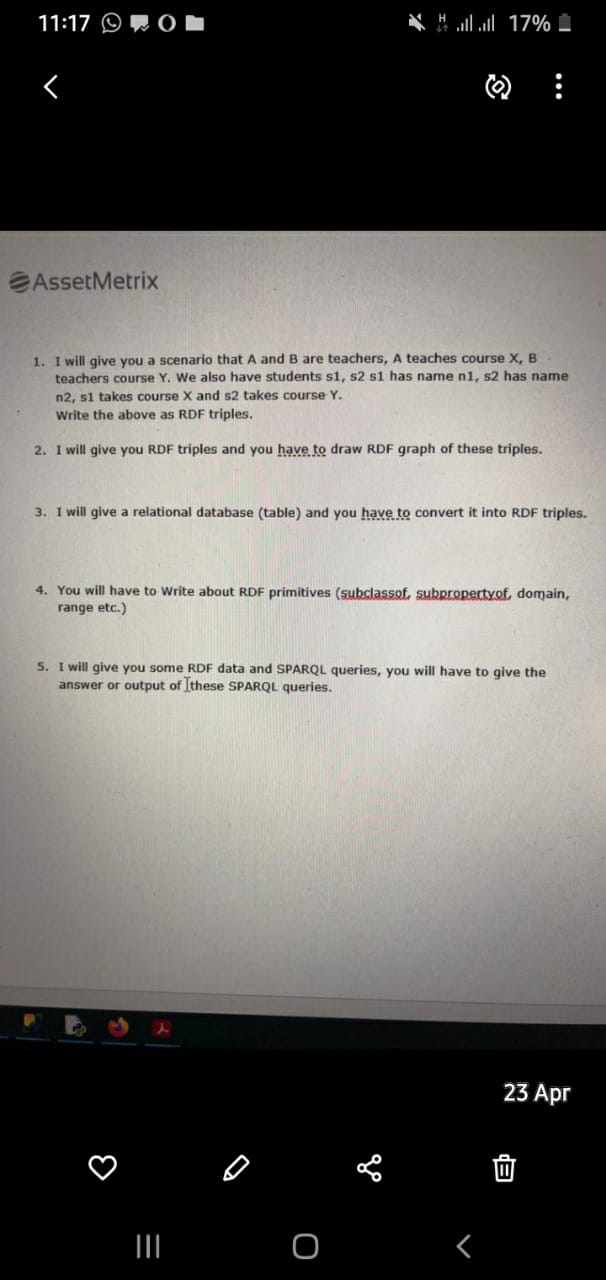 11:17
17%
AssetMetrix
1. I will give you a scenario that A and B are teachers, A teaches course X, B
teachers course Y. We also have students s1, s2 s1 has name n1, s2 has name
n2, s1 takes course X and s2 takes course Y.
Write the above as RDF triples.
2. I will give you RDF triples and you have to draw RDF graph of these triples.
3. I will give a relational database (table) and you have to convert it into RDF triples.
4. You will have to Write about RDF primitives (subclassof, subpropertyof, domain,
range etc.)
5. I will give you some RDF data and SPARQL queries, you will have to give the
answer or output of these SPARQL queries.
23 Apr